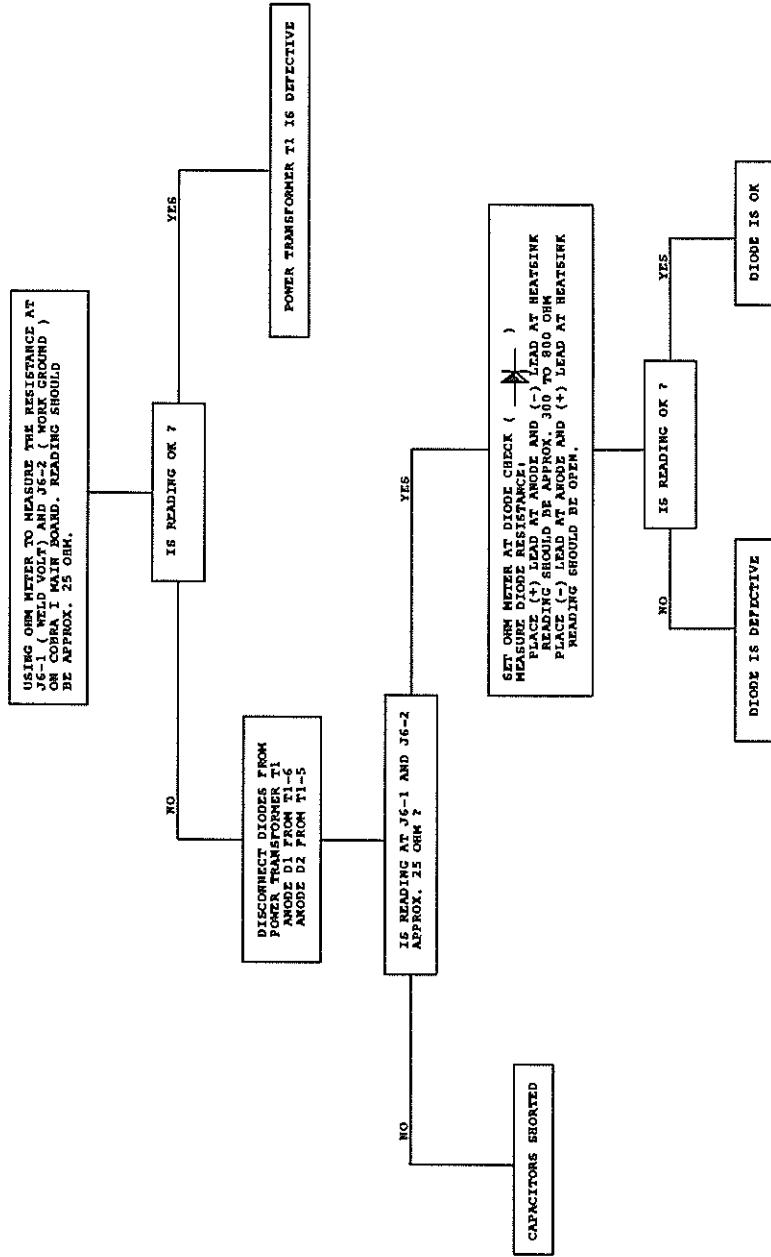 USING OHM METER TO MEASURE THE RESISTANCE AT
J6-1 ( WELD VOLT) AND J6-2 ( WORK GROUND )
ON COBRA I MAIN BOARD. READING SHOULD
BE APPROX. 25 OHM.
IS READING OK ?
NO
YES
DISCONNECT DIODES FROM
POWER TRANSFORMER T1
ANODE D1 FROM T1-6
ANODE D2 FROM T1-5
POWER TRANSFORMER T1 IS DEFECTIVE
IS READING AT J6-1 AND J6-2
APPROX. 25 OHM ?
NO
YES
CAPACITORS SHORTED
SET OHM METER AT DIODE CHECK ( )
MEASURE DIODE RESISTANCE:
PLACE (+) LEAD AT ANODE AND (-) LEAD AT HEATSINK
READING SHOULD BE APPROX. 300 TO 800 OHM
PLACE (-) LEAD AT ANODE AND (+) LEAD AT HEATSINK
READING SHOULD BE OPEN.
IS READING OK ?
NO
YES
DIODE IS DEFECTIVE
DIODE IS OK